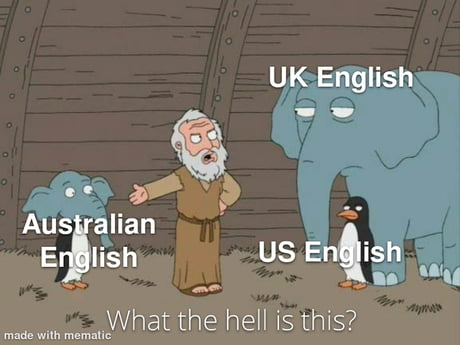 UK English
Australian
English
US English
What the hell is this?
made with mematic